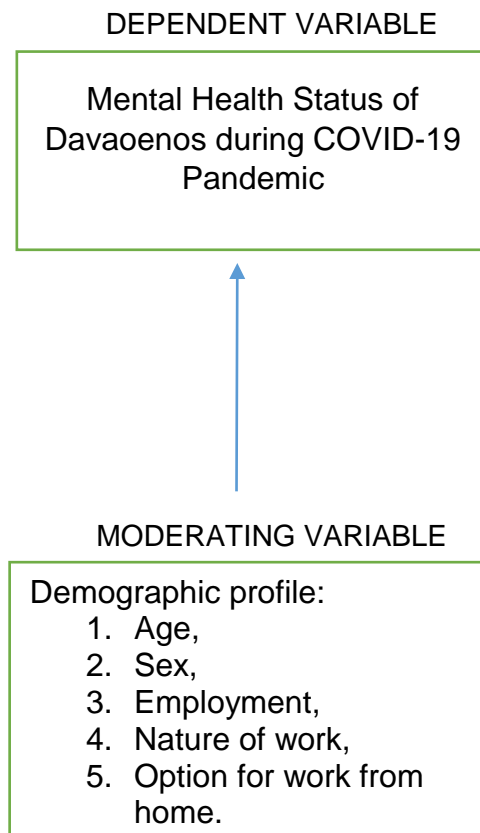 DEPENDENT VARIABLE
Mental Health Status of
Davaoenos during COVID-19
Pandemic
MODERATING VARIABLE
Demographic profile:
1. Age,
2. Sex,
3. Employment,
4. Nature of work,
5. Option for work from
home.